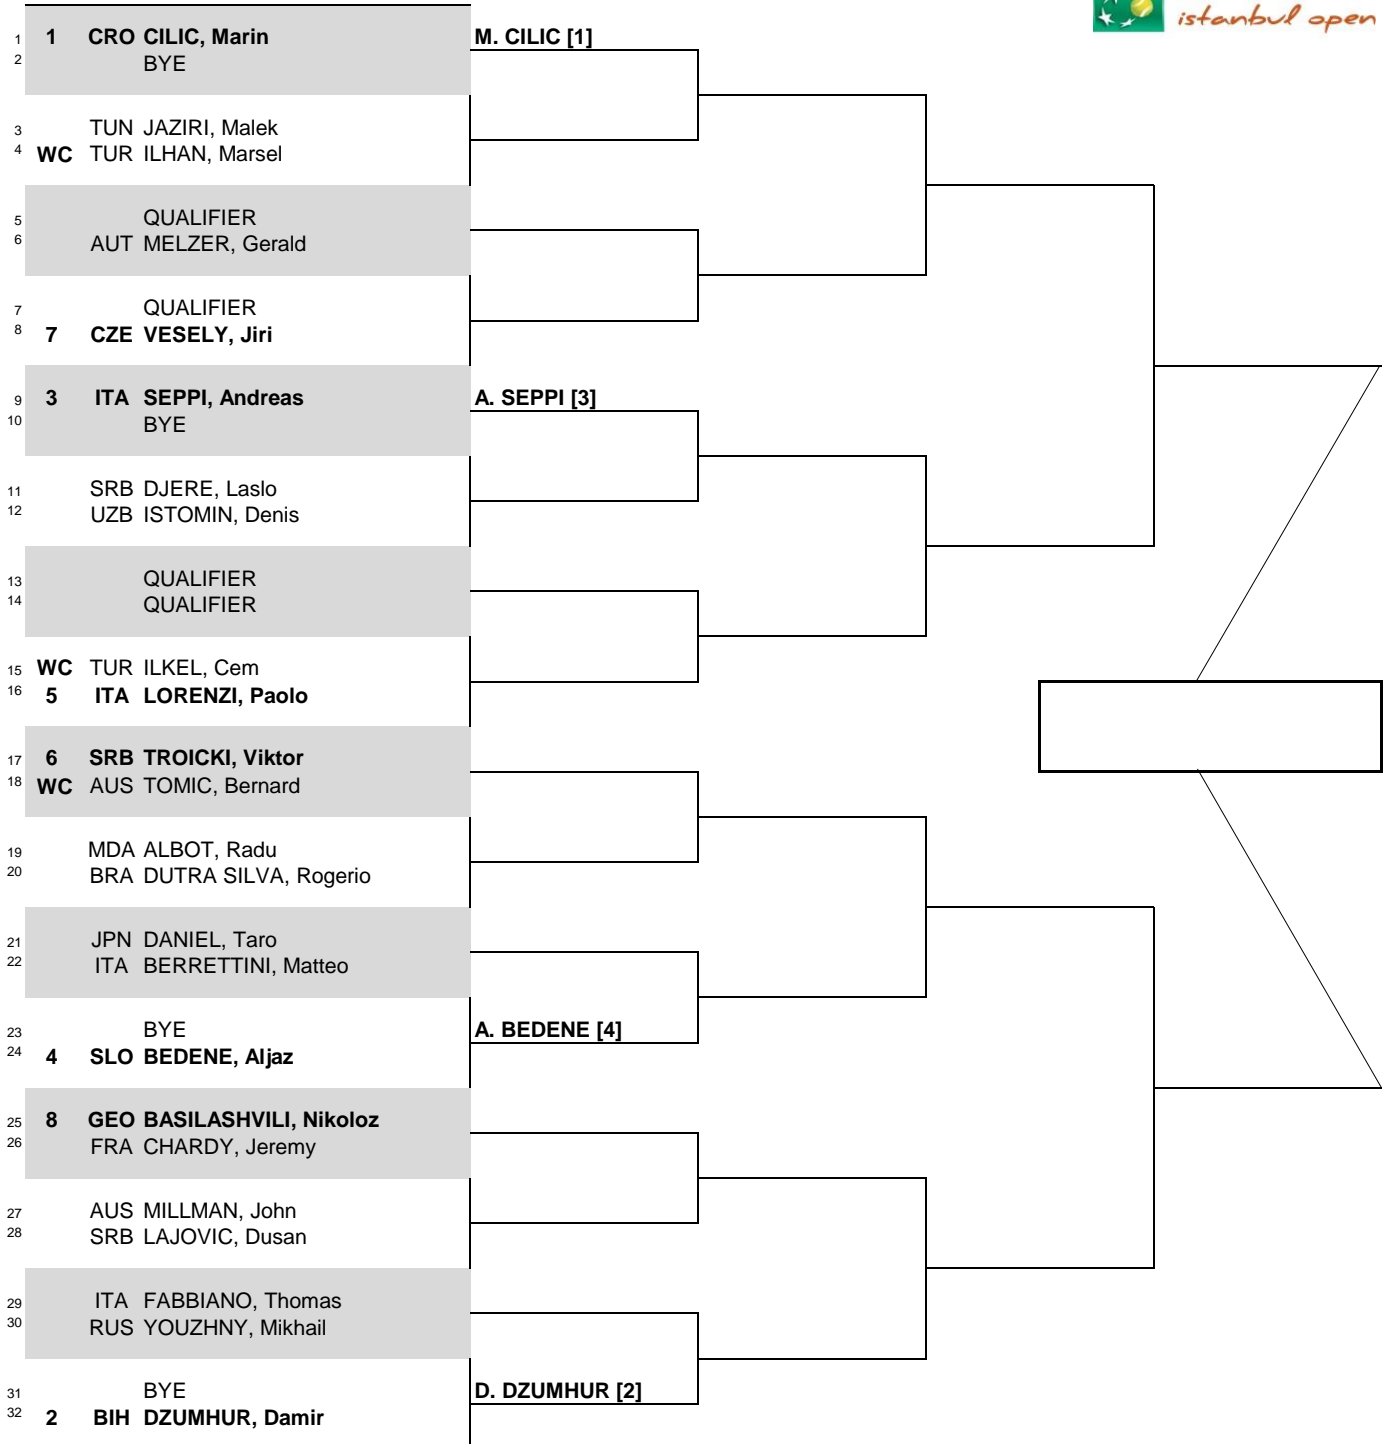 istanbul open
1 1 CRO CILIC, Marin M. CILIC [1]
2 BYE
3 TUN JAZIRI, Malek
4 WC TUR ILHAN, Marsel
5 QUALIFIER
6 AUT MELZER, Gerald
7 QUALIFIER
8 7 CZE VESELY, Jiri
9 3 ITA SEPPI, Andreas A. SEPPI [3]
10 BYE
11 SRB DJERE, Laslo
12 UZB ISTOMIN, Denis
13 QUALIFIER
14 QUALIFIER
15 WC TUR ILKEL, Cem
16 5 ITA LORENZI, Paolo
17 6 SRB TROICKI, Viktor
18 WC AUS TOMIC, Bernard
19 MDA ALBOT, Radu
20 BRA DUTRA SILVA, Rogerio
21 JPN DANIEL, Taro
22 ITA BERRETTINI, Matteo
23 BYE A. BEDENE [4]
24 4 SLO BEDENE, Aljaz
25 8 GEO BASILASHVILI, Nikoloz
26 FRA CHARDY, Jeremy
27 AUS MILLMAN, John
28 SRB LAJOVIC, Dusan
29 ITA FABBIANO, Thomas
30 RUS YOUZHNY, Mikhail
31 BYE D. DZUMHUR [2]
32 2 BIH DZUMHUR, Damir